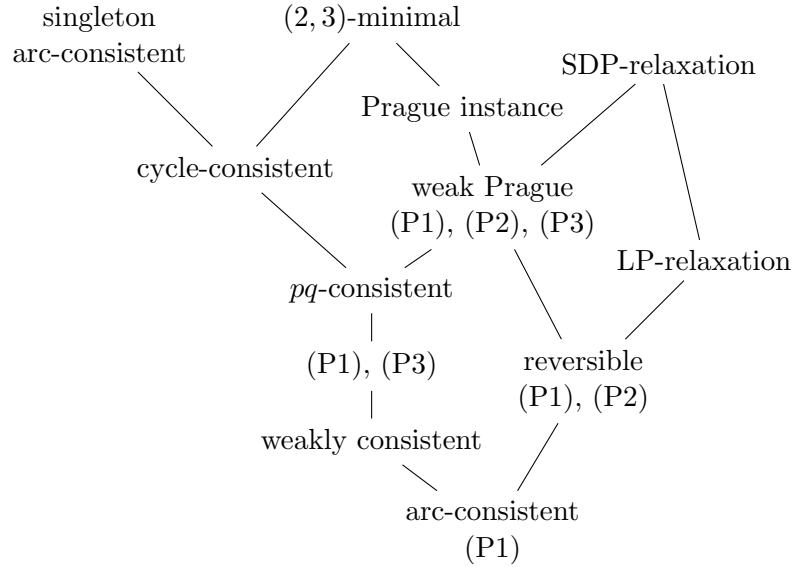 singleton
arc-consistent
(2, 3)-minimal
SDP-relaxation
Prague instance
cycle-consistent
weak Prague
(P1), (P2), (P3)
LP-relaxation
pq-consistent
(P1), (P3)
reversible
(P1), (P2)
weakly consistent
arc-consistent
(P1)